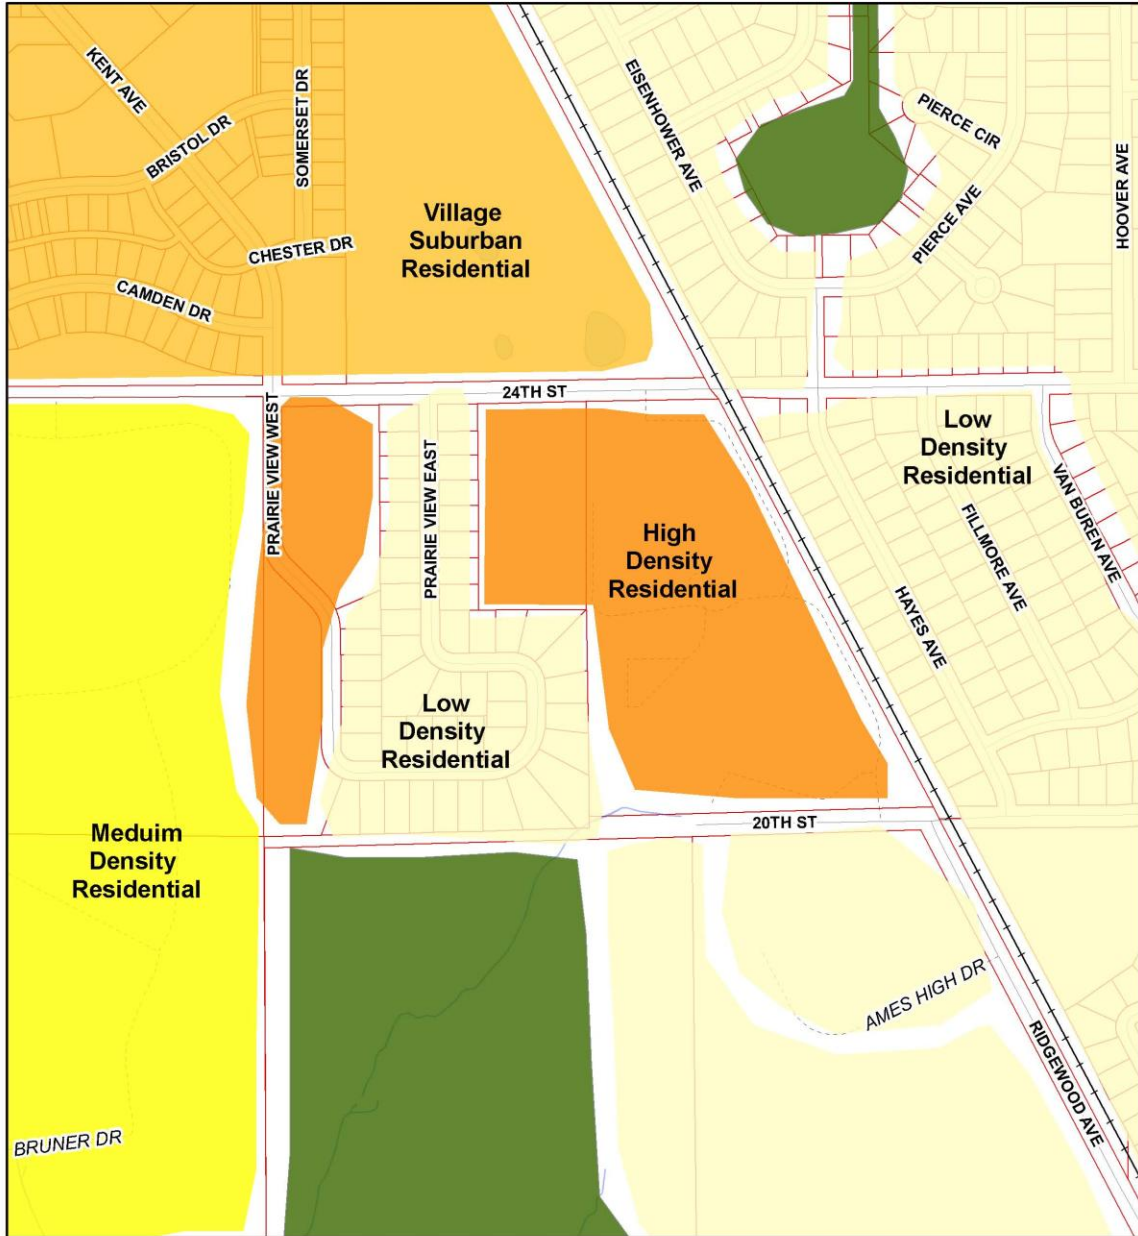 KENT AVE
BRISTOL DR
SOMERSET DR
EISENHOWER AVE
PIERCE CIR
HOOVER AVE
PIERCE AVE
Village
Suburban
Residential
CHESTER DR
CAMDEN DR
24TH ST
PRAIRIE VIEW WEST
PRAIRIE VIEW EAST
Low
Density
Residential
VAN BUREN AVE
FILLMORE AVE
HAYES AVE
High
Density
Residential
Low
Density
Residential
20TH ST
Meduim
Density
Residential
AMES HIGH DR
RIDGEWOOD AVE
BRUNER DR